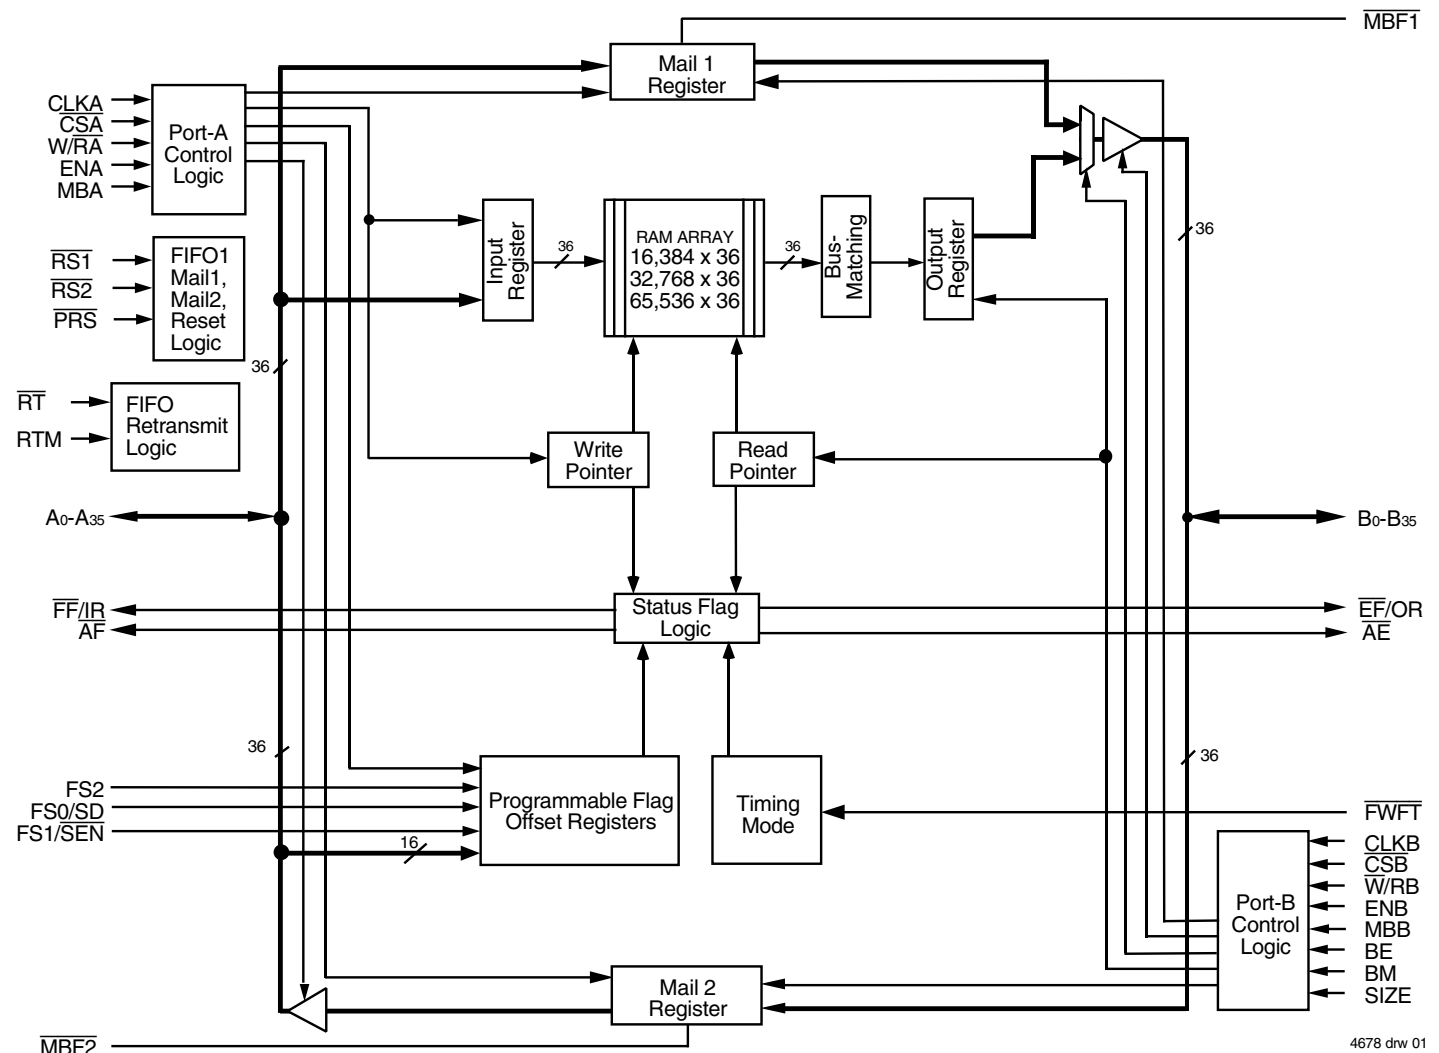 MBF1
Mail 1
Register
CLKA
CSA
W/RA
ENA
MBA
Port-A
Control
Logic
RS1
RS2
PRS
FIFO1
Mail1,
Mail2,
Reset
Logic
36
RT
RTM
FIFO
Retransmit
Logic
Input
Register
36
RAM ARRAY
16,384 x 36
32,768 x 36
65,536 x 36
36
Bus-
Matching
Output
Register
36
Write
Pointer
Read
Pointer
A0-A35
B0-B35
FF/IR
AF
Status Flag
Logic
EF/OR
AE
36
36
FS2
FS0/SD
FS1/SEN
16
Programmable Flag
Offset Registers
Timing
Mode
FWFT
CLKB
CSB
W/RB
ENB
MBB
BE
BM
SIZE
Port-B
Control
Logic
Mail 2
Register
MBF2
4678 drw 01